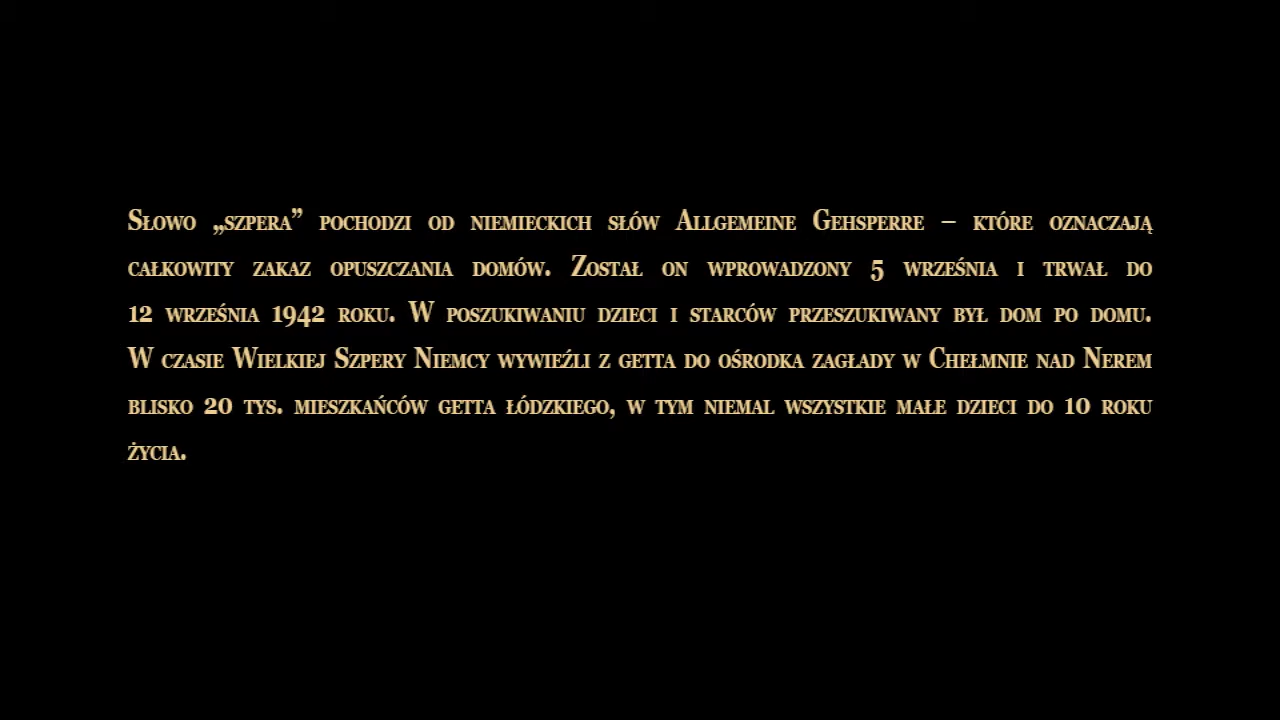 Słowo „szpera” pochodzi od niemieckich słów Allgemeine Gehsperre – które oznaczają
całkowity zakaz opuszczania domów. Został on wprowadzony 5 września i trwał do
12 września 1942 roku. W poszukiwaniu dzieci i starców przeszukiwany był dom po domu.
W czasie Wielkiej Szpery Niemcy wywieźli z getta do ośrodka zagłady w Chełmnie nad Nerem
blisko 20 tys. mieszkańców getta łódzkiego, w tym niemal wszystkie małe dzieci do 10 roku
życia.